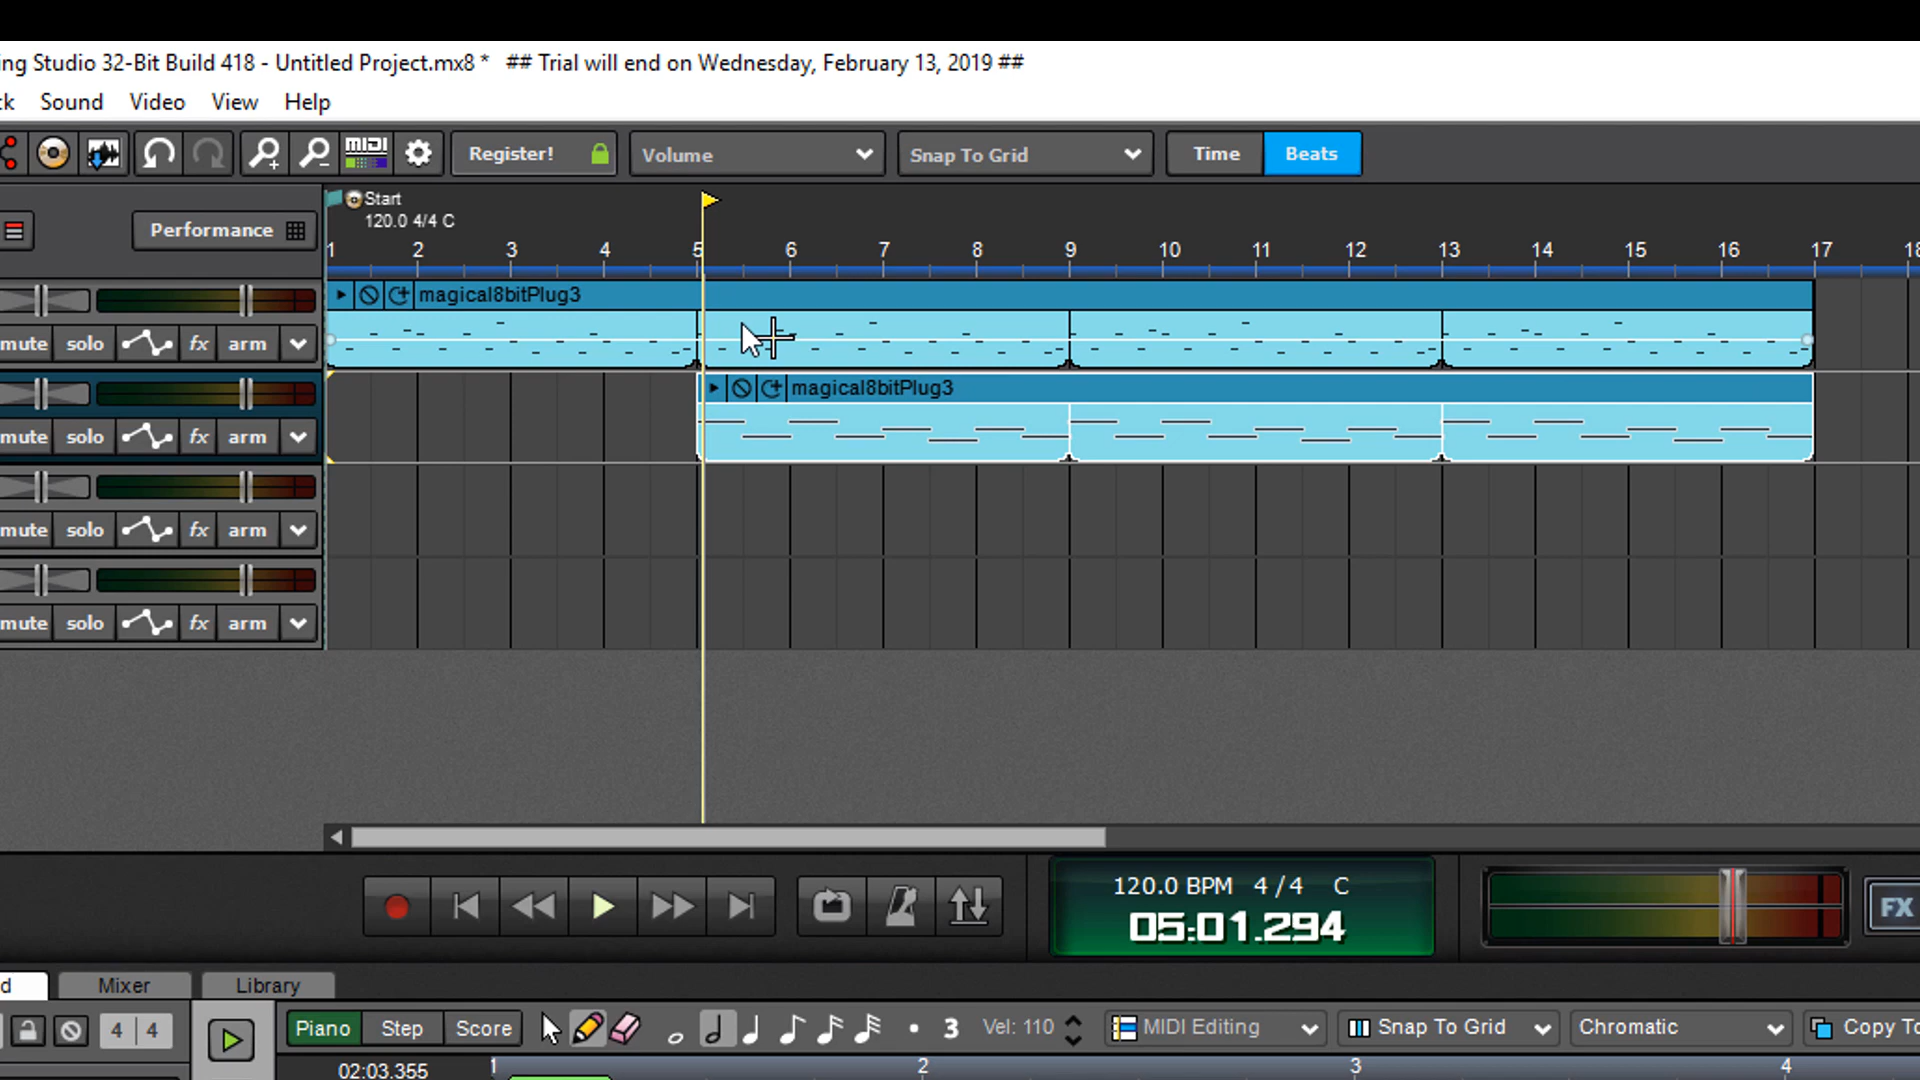 ing Studio 32-Bit Build 418 - Untitled Project.mx8 * ## Trial will end on Wednesday, February 13, 2019 ##
ck Sound Video View Help
MIDI Register! Volume Snap To Grid Time Beats
Start
120.0 4/4 C
Performance
1 2 3 4 5 6 7 8 9 10 11 12 13 14 15 16 17 18
magical8bitPlug3
mute solo fx arm
magical8bitPlug3
mute solo fx arm
mute solo fx arm
mute solo fx arm
120.0 BPM 4/4 C
05:01.294
FX
d Mixer Library
4 4 Piano Step Score 3 Vel: 110 MIDI Editing Snap To Grid Chromatic Copy To
02:03.355 1 2 3 4